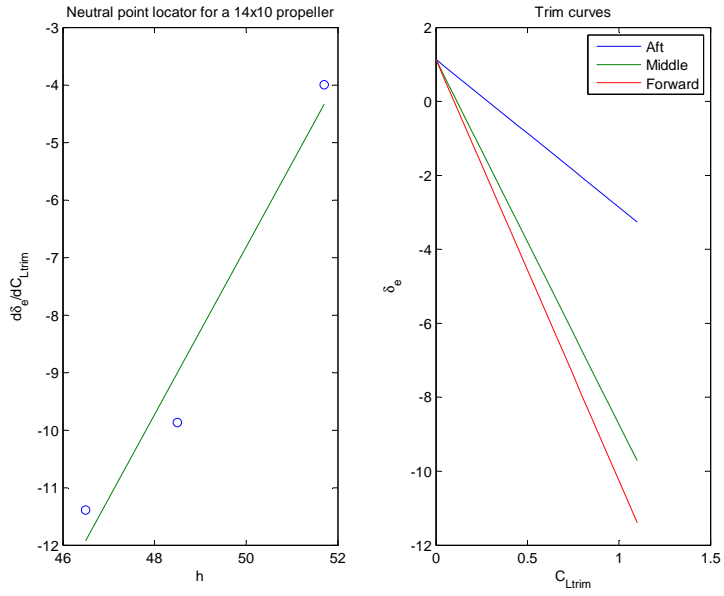 Neutral point locator for a 14x10 propeller
-3
-4
-5
-6
-7
-8
-9
-10
-11
-12
46
48
50
52
h
dδe/dCLtrim
Trim curves
Aft
Middle
Forward
2
0
-2
-4
-6
-8
-10
-12
0
0.5
1
1.5
CLtrim
δe